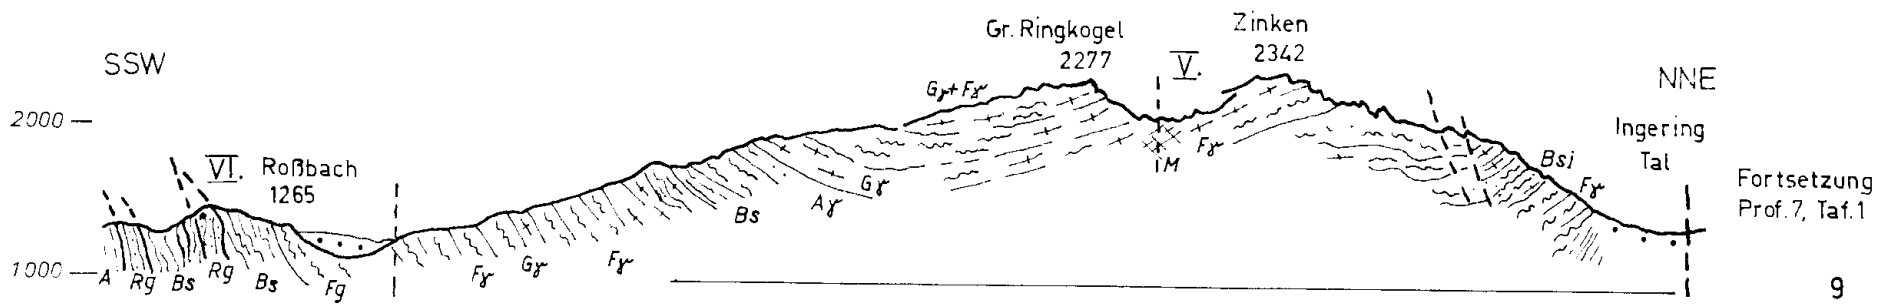 SSW
Gr. Ringkogel
2277
V.
Zinken
2342
NNE
Gγ+Fγ
2000
VI. Roßbach
1265
M
Fγ
Bsi
Fγ
Ingering
Tal
Fortsetzung
Prof.7, Taf.1
Bs
Aγ
Gγ
1000
A
Rg
Bs
Rg
Bs
Fg
Fγ
Gγ
Fγ
9